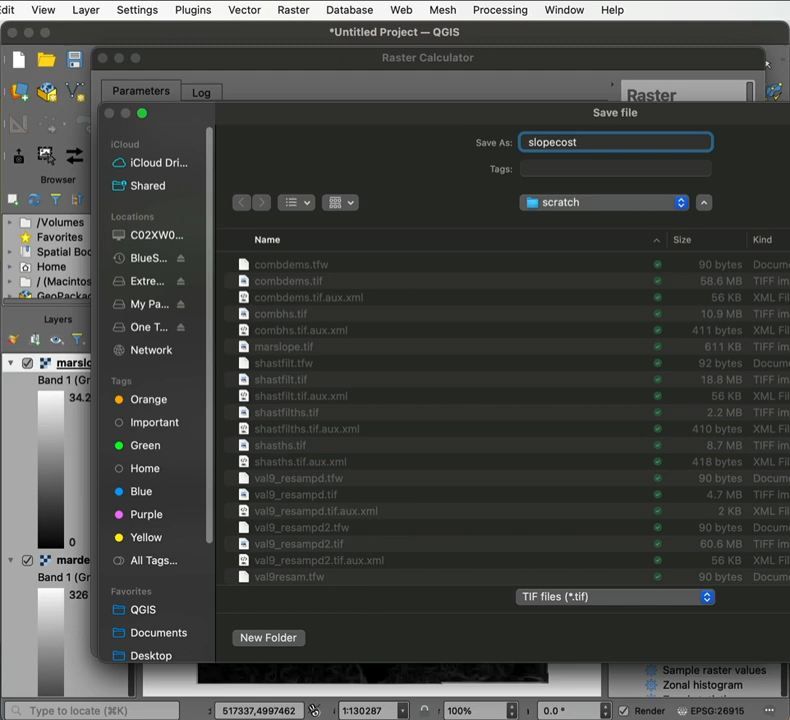 dit View Layer Settings Plugins Vector Raster Database Web Mesh Processing Window Help
*Untitled Project — QGIS
Raster Calculator
Parameters Log
Raster
Save file
Save As: slopecost
Tags:
scratch
Name Size Kind
combdems.tfw 90 bytes Docum
combdems.tif 58.6 MB TIFF im
combdems.tif.aux.xml 56 KB XML Fil
combhs.tif 10.9 MB TIFF im
combhs.tif.aux.xml 411 bytes XML Fil
marslope.tif 611 KB TIFF im
shastfilt.tfw 92 bytes Docum
shastfilt.tif 18.8 MB TIFF im
shastfilt.tif.aux.xml 56 KB XML Fil
shastfilths.tif 2.2 MB TIFF im
shastfilths.tif.aux.xml 410 bytes XML Fil
shasths.tif 8.7 MB TIFF im
shasths.tif.aux.xml 418 bytes XML Fil
val9_resampd.tfw 90 bytes Docum
val9_resampd.tif 4.7 MB TIFF im
val9_resampd.tif.aux.xml 2 KB XML Fil
val9_resampd2.tfw 90 bytes Docum
val9_resampd2.tif 60.6 MB TIFF im
val9_resampd2.tif.aux.xml 56 KB XML Fil
val9resam.tfw 90 bytes Docum
TIF files (*.tif)
New Folder
iCloud
iCloud Dri...
Shared
Locations
C02XW0...
BlueS...
Extre...
My Pa...
One T...
Network
Tags
Orange
Important
Green
Home
Blue
Purple
Yellow
All Tags...
Favorites
QGIS
Documents
Desktop
Browser
/Volumes
Favorites
Spatial Boo
Home
/ (Macintos
GeoPackag
Layers
marslo
Band 1 (Gr
34.2
0
marde
Band 1 (Gr
326
Sample raster values
Zonal histogram
Type to locate (⌘K) 517337,4997462 1:130287 100% 0.0 ° Render EPSG:26915